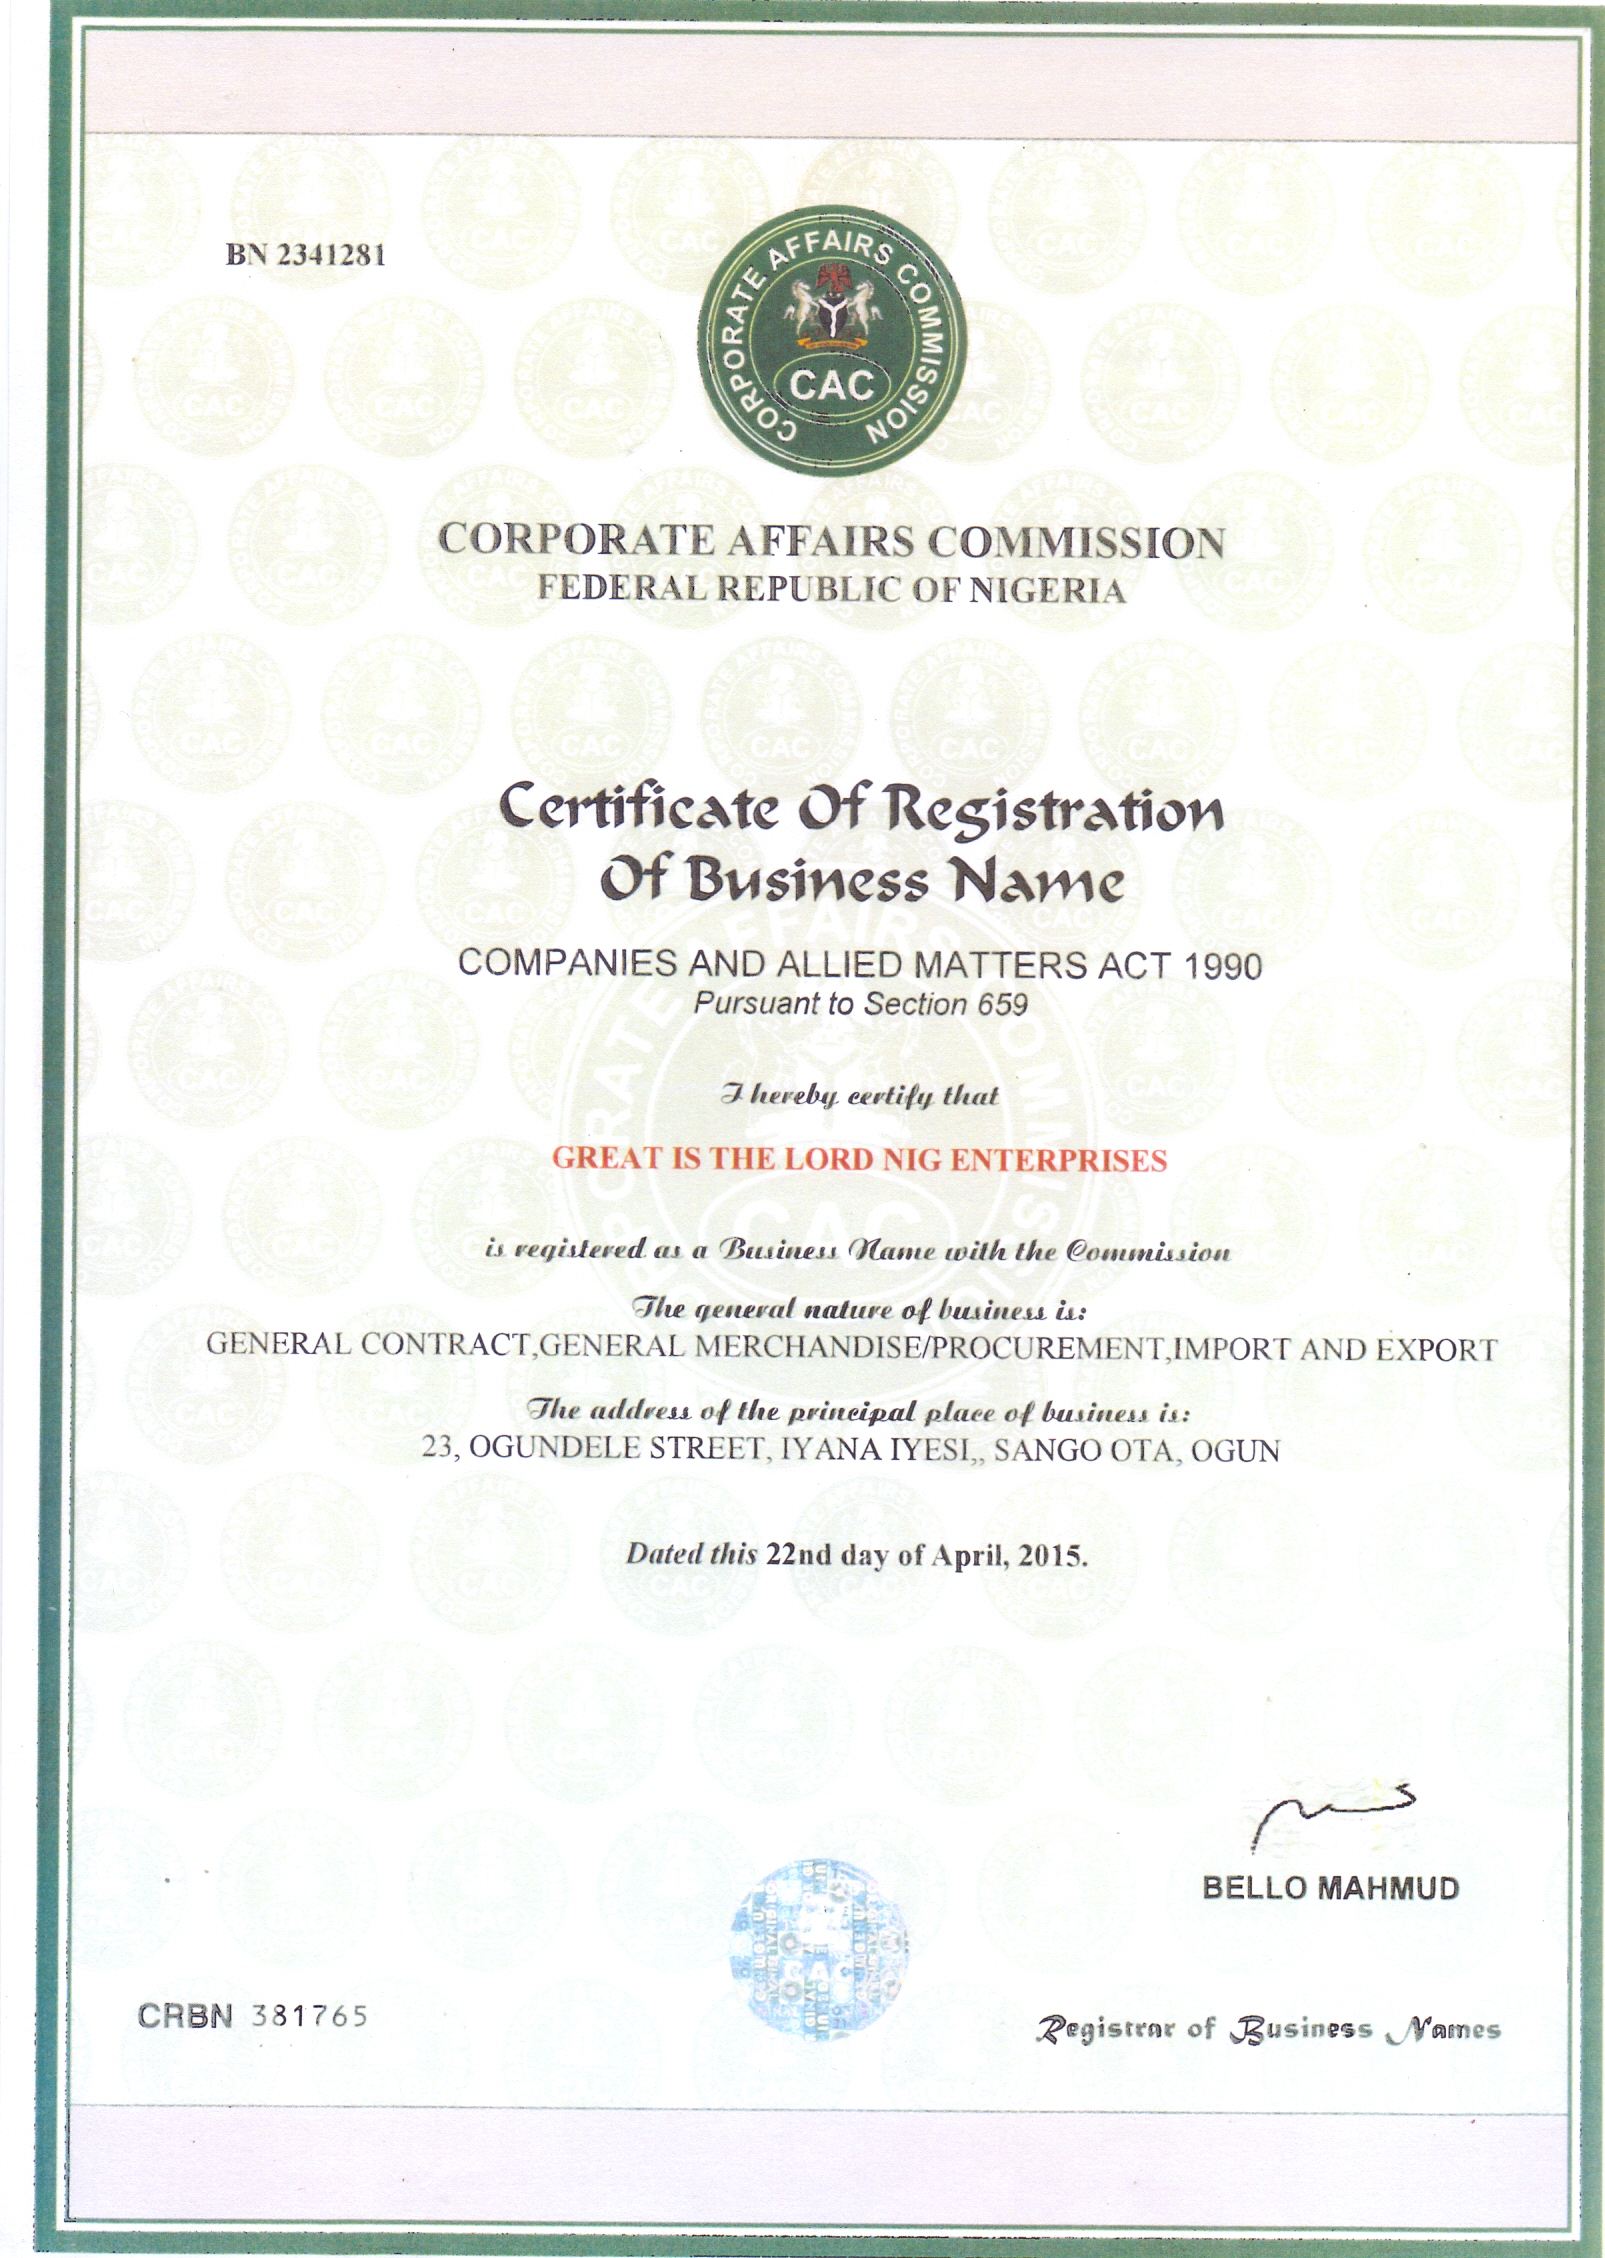 BN 2341281
CORPORATE AFFAIRS COMMISSION
CAC
CORPORATE AFFAIRS COMMISSION
FEDERAL REPUBLIC OF NIGERIA
Certificate Of Registration
Of Business Name
COMPANIES AND ALLIED MATTERS ACT 1990
Pursuant to Section 659
I hereby certify that
GREAT IS THE LORD NIG ENTERPRISES
is registered as a Business Name with the Commission
The general nature of business is:
GENERAL CONTRACT,GENERAL MERCHANDISE/PROCUREMENT,IMPORT AND EXPORT
The address of the principal place of business is:
23, OGUNDELE STREET, IYANA IYESI,, SANGO OTA, OGUN
Dated this 22nd day of April, 2015.
BELLO MAHMUD
CAC
CRBN 381765
Registrar of Business Names